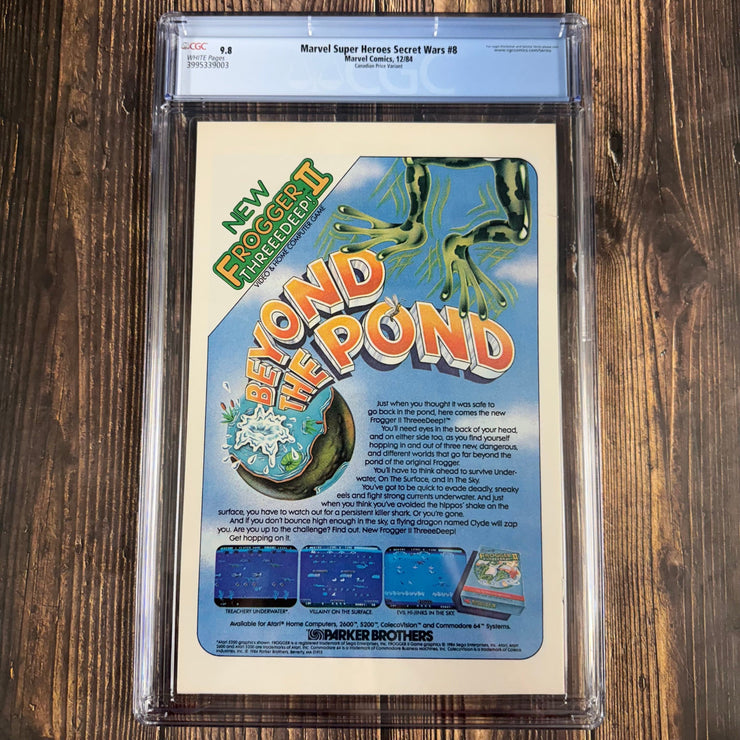 CGC 9.8
WHITE Pages
3995339003
Marvel Super Heroes Secret Wars #8
Marvel Comics, 12/84
Canadian Price Variant
CGC
NEW
FROGGER II
THREEEDEEP!
VIDEO & HOME COMPUTER GAME
BEYOND
THE POND
Just when you thought it was safe to
go back in the pond, here comes the new
Frogger II ThreeeDeep!™
You'll need eyes in the back of your head,
and on either side too, as you find yourself
hopping in and out of three new, dangerous,
and different worlds that go far beyond the
pond of the original Frogger.
You'll have to think ahead to survive Under-
water, On The Surface, and In The Sky.
You've got to be quick to evade deadly, sneaky
eels and fight strong currents underwater. And just
when you think you've avoided the hippos' shake on the
surface, you have to watch out for a persistent killer shark. Or you're gone.
And if you don't bounce high enough in the sky, a flying dragon named Clyde will zap
you. Are you up to the challenge? Find out. New Frogger II ThreeeDeep!
Get hopping on it.
TREACHERY UNDERWATER.
VILLAINY ON THE SURFACE.
EVIL HI-JINKS IN THE SKY.
FROGGER II
Available for Atari® Home Computers, 2600™, 5200™, ColecoVision™ and Commodore 64™ Systems.
PARKER BROTHERS